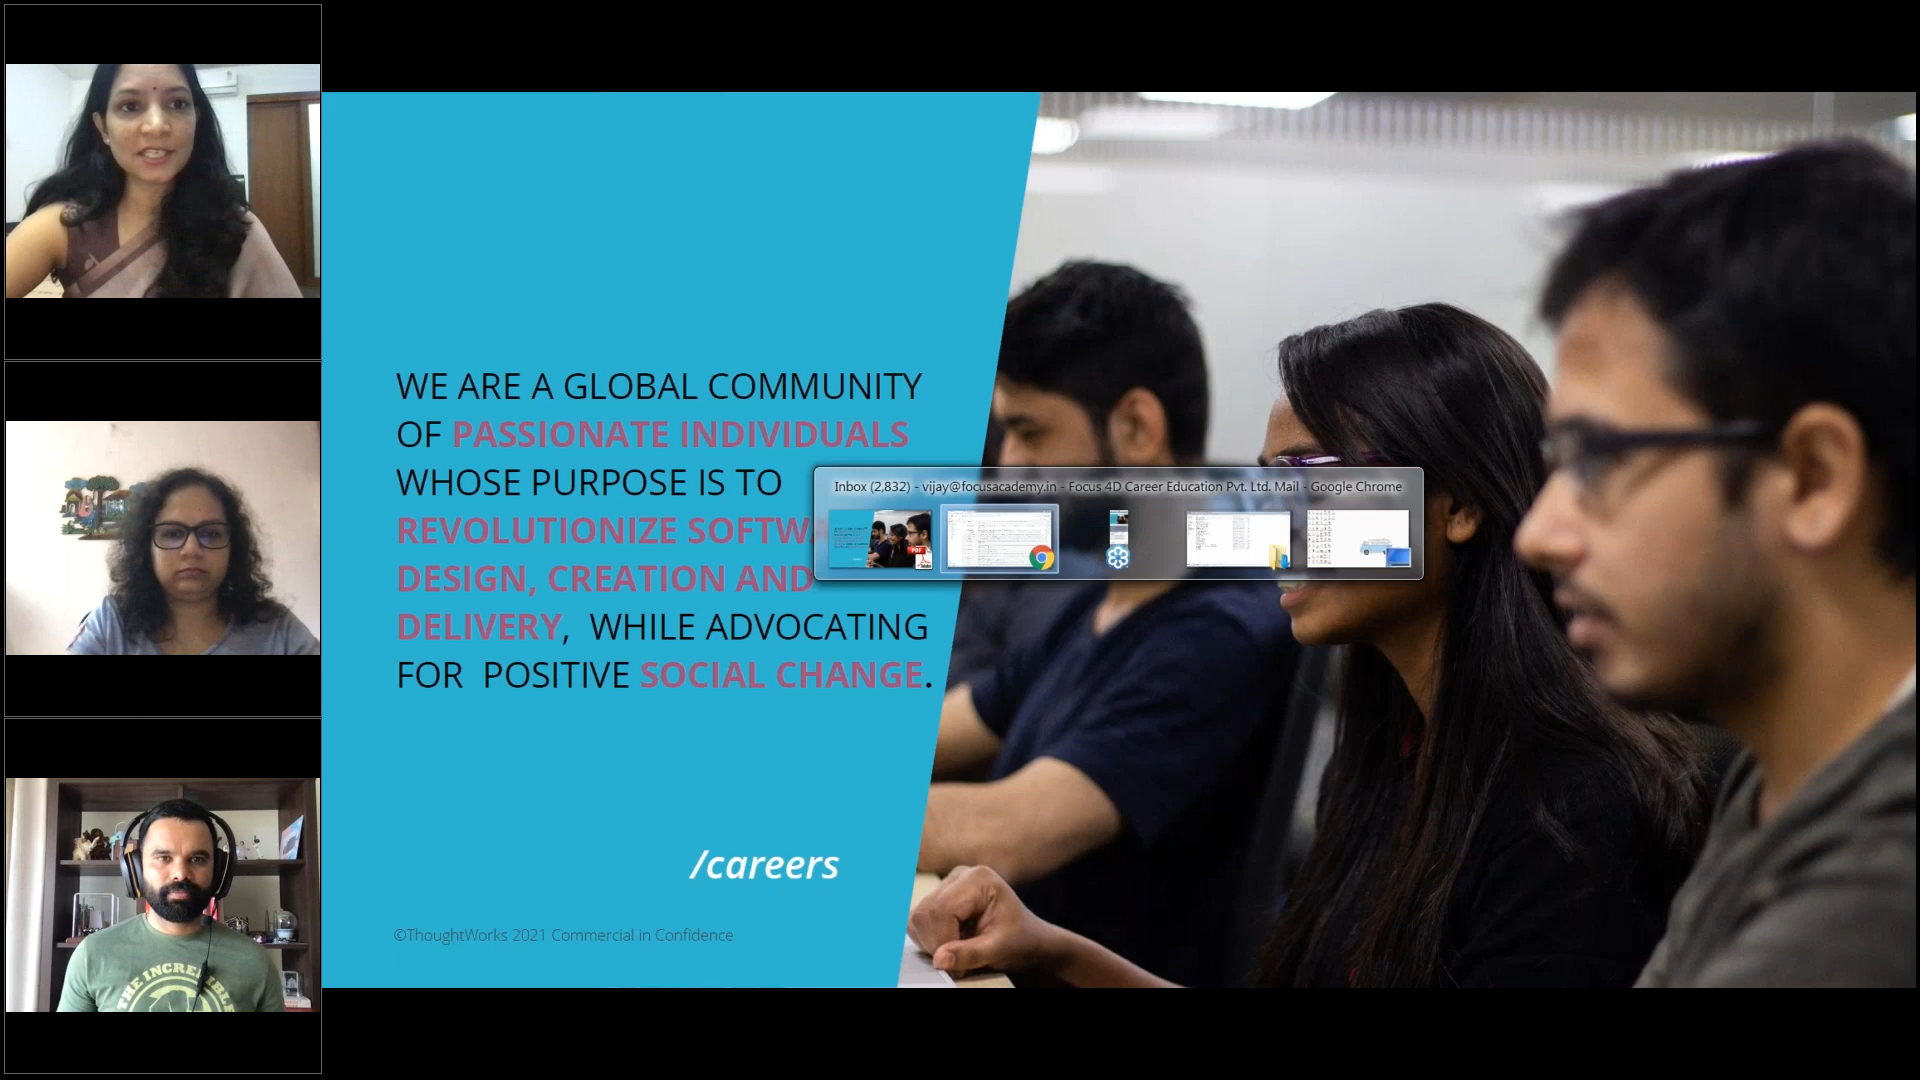 WE ARE A GLOBAL COMMUNITY
OF PASSIONATE INDIVIDUALS
WHOSE PURPOSE IS TO
REVOLUTIONIZE
DESIGN, CREATION AND
DELIVERY, WHILE ADVOCATING
FOR POSITIVE SOCIAL CHANGE.
/careers
©ThoughtWorks 2021 Commercial in Confidence
Inbox (2,832) - vijay@focusacademy.in - Focus 4D Career Education Pvt. Ltd. Mail - Google Chrome
PDF
THE